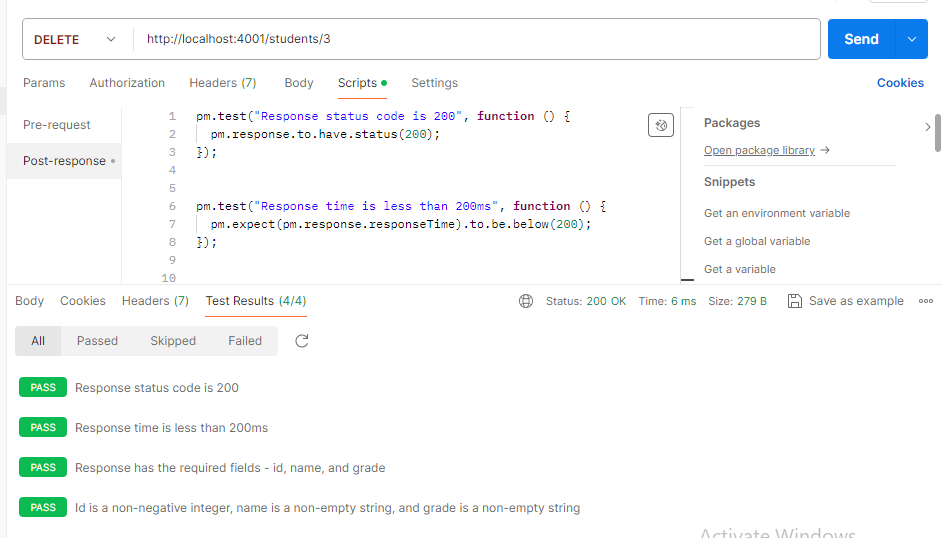 DELETE http://localhost:4001/students/3 Send
Params Authorization Headers (7) Body Scripts Settings Cookies
Pre-request
Post-response
1 pm.test("Response status code is 200", function () {
2 pm.response.to.have.status(200);
3 });
4
5
6 pm.test("Response time is less than 200ms", function () {
7 pm.expect(pm.response.responseTime).to.be.below(200);
8 });
9
10
Packages
Open package library →
Snippets
Get an environment variable
Get a global variable
Get a variable
Body Cookies Headers (7) Test Results (4/4) Status: 200 OK Time: 6 ms Size: 279 B Save as example
All Passed Skipped Failed
PASS Response status code is 200
PASS Response time is less than 200ms
PASS Response has the required fields - id, name, and grade
PASS Id is a non-negative integer, name is a non-empty string, and grade is a non-empty string
Activate Windows